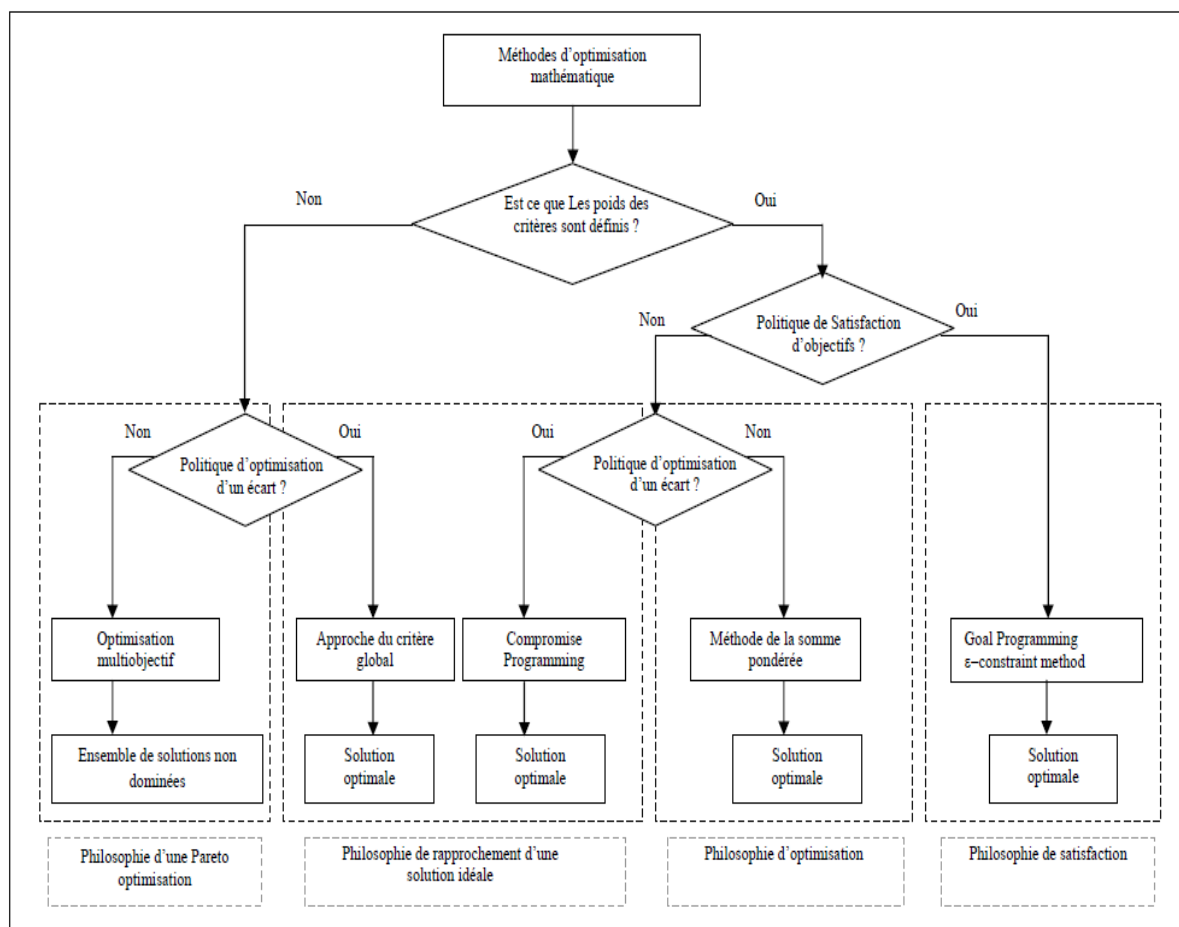 Méthodes d'optimisation
mathématique
Non
Est ce que Les poids des
critères sont définis ?
Oui
Non
Politique de Satisfaction
d'objectifs ?
Oui
Non
Politique d'optimisation
d'un écart ?
Oui
Oui
Politique d'optimisation
d'un écart ?
Non
Optimisation
multiobjectif
Approche du critère
global
Compromise
Programming
Méthode de la somme
pondérée
Goal Programming
ε–constraint method
Ensemble de solutions non
dominées
Solution
optimale
Solution
optimale
Solution
optimale
Solution
optimale
Philosophie d'une Pareto
optimisation
Philosophie de rapprochement d'une
solution idéale
Philosophie d'optimisation
Philosophie de satisfaction